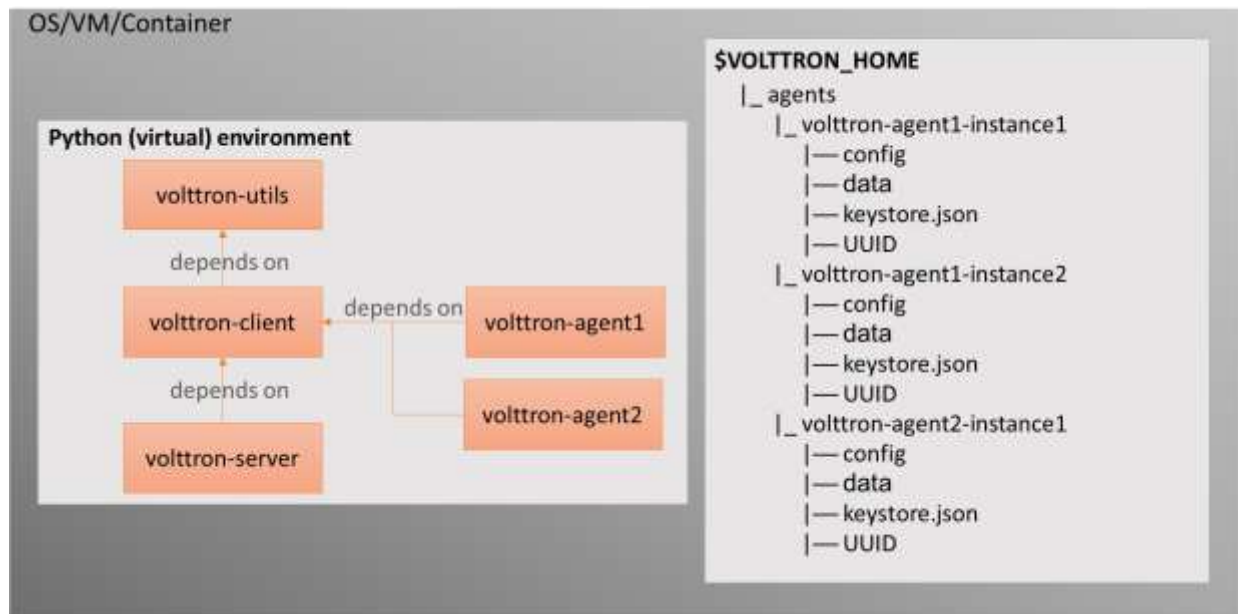 OS/VM/Container
Python (virtual) environment
volttron-utils
depends on
volttron-client
depends on
volttron-agent1
depends on
volttron-agent2
volttron-server
$VOLTTRON_HOME
|_ agents
|_ volttron-agent1-instance1
|— config
|— data
|— keystore.json
|— UUID
|_ volttron-agent1-instance2
|— config
|— data
|— keystore.json
|— UUID
|_ volttron-agent2-instance1
|— config
|— data
|— keystore.json
|— UUID